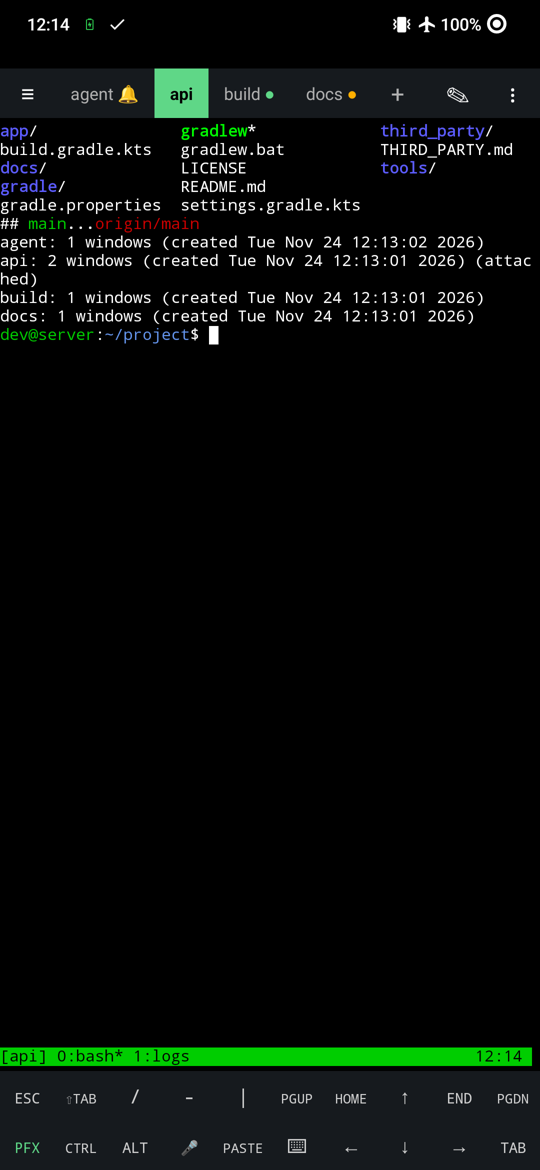 12:14 100%
agent api build docs +
app/ gradlew* third_party/
build.gradle.kts gradlew.bat THIRD_PARTY.md
docs/ LICENSE tools/
gradle/ README.md
gradle.properties settings.gradle.kts
## main...origin/main
agent: 1 windows (created Tue Nov 24 12:13:02 2026)
api: 2 windows (created Tue Nov 24 12:13:01 2026) (attac
hed)
build: 1 windows (created Tue Nov 24 12:13:01 2026)
docs: 1 windows (created Tue Nov 24 12:13:01 2026)
dev@server:~/project$
[api] 0:bash* 1:logs 12:14
ESC ⇧TAB / - | PGUP HOME ↑ END PGDN
PFX CTRL ALT PASTE ← ↓ → TAB